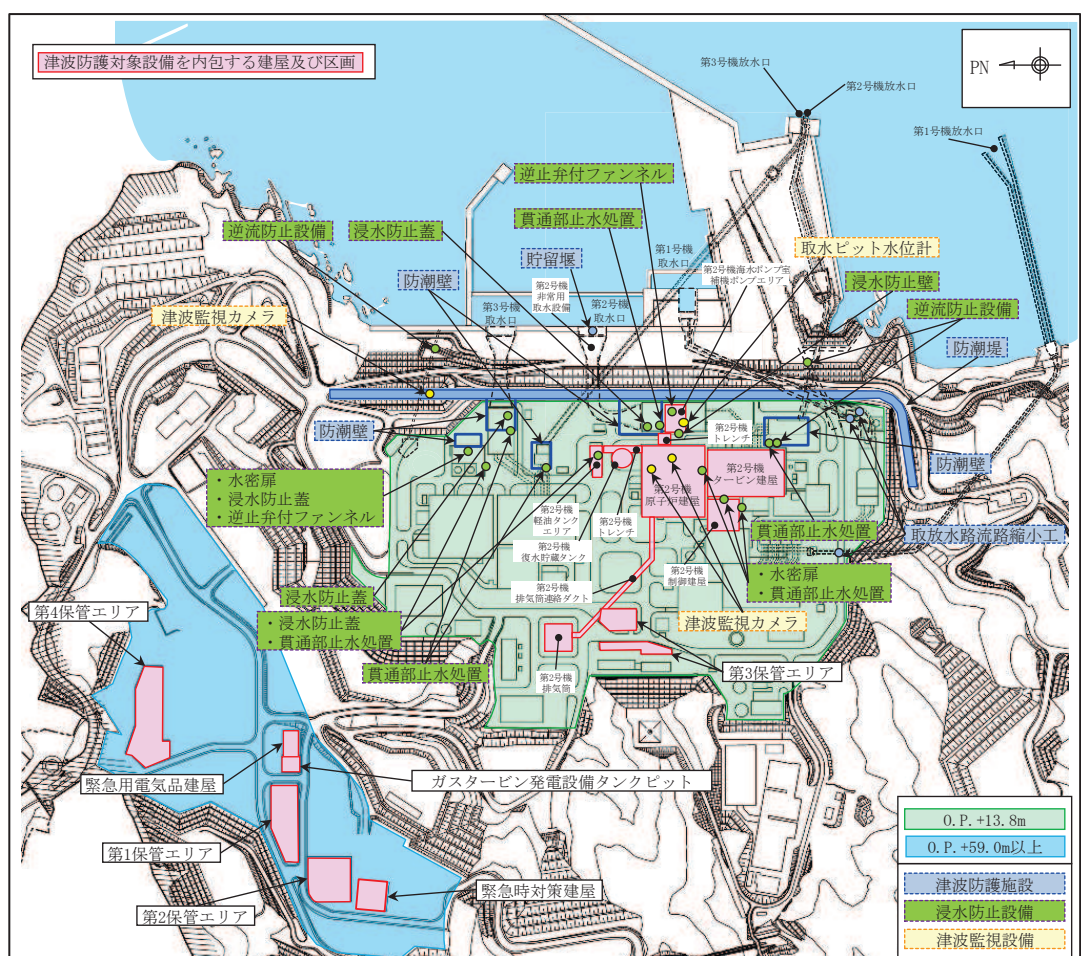 津波防護対象設備を内包する建屋及び区画
PN
第3号機放水口
第2号機放水口
第1号機放水口
逆止弁付ファンネル
貫通部止水処置
逆流防止設備
浸水防止蓋
防潮壁
津波監視カメラ
貯留堰
第2号機
非常用
取水設備
第3号機
取水口
第2号機
取水口
第1号機
取水口
第2号機海水ポンプ室
補機ポンプエリア
取水ピット水位計
浸水防止壁
逆流防止設備
防潮堤
防潮壁
・水密扉
・浸水防止蓋
・逆止弁付ファンネル
第2号機
トレンチ
第2号機
タービン建屋
第2号機
原子炉建屋
防潮壁
貫通部止水処置
取放水路流路縮小工
第2号機
軽油タンク
エリア
第2号機
トレンチ
第2号機
復水貯蔵タンク
第2号機
排気筒連絡ダクト
第2号機
制御建屋
・水密扉
・貫通部止水処置
浸水防止蓋
・浸水防止蓋
・貫通部止水処置
貫通部止水処置
津波監視カメラ
第2号機
排気筒
第3保管エリア
第4保管エリア
緊急用電気品建屋
ガスタービン発電設備タンクピット
第1保管エリア
第2保管エリア
緊急時対策建屋
O.P.+13.8m
O.P.+59.0m以上
津波防護施設
浸水防止設備
津波監視設備